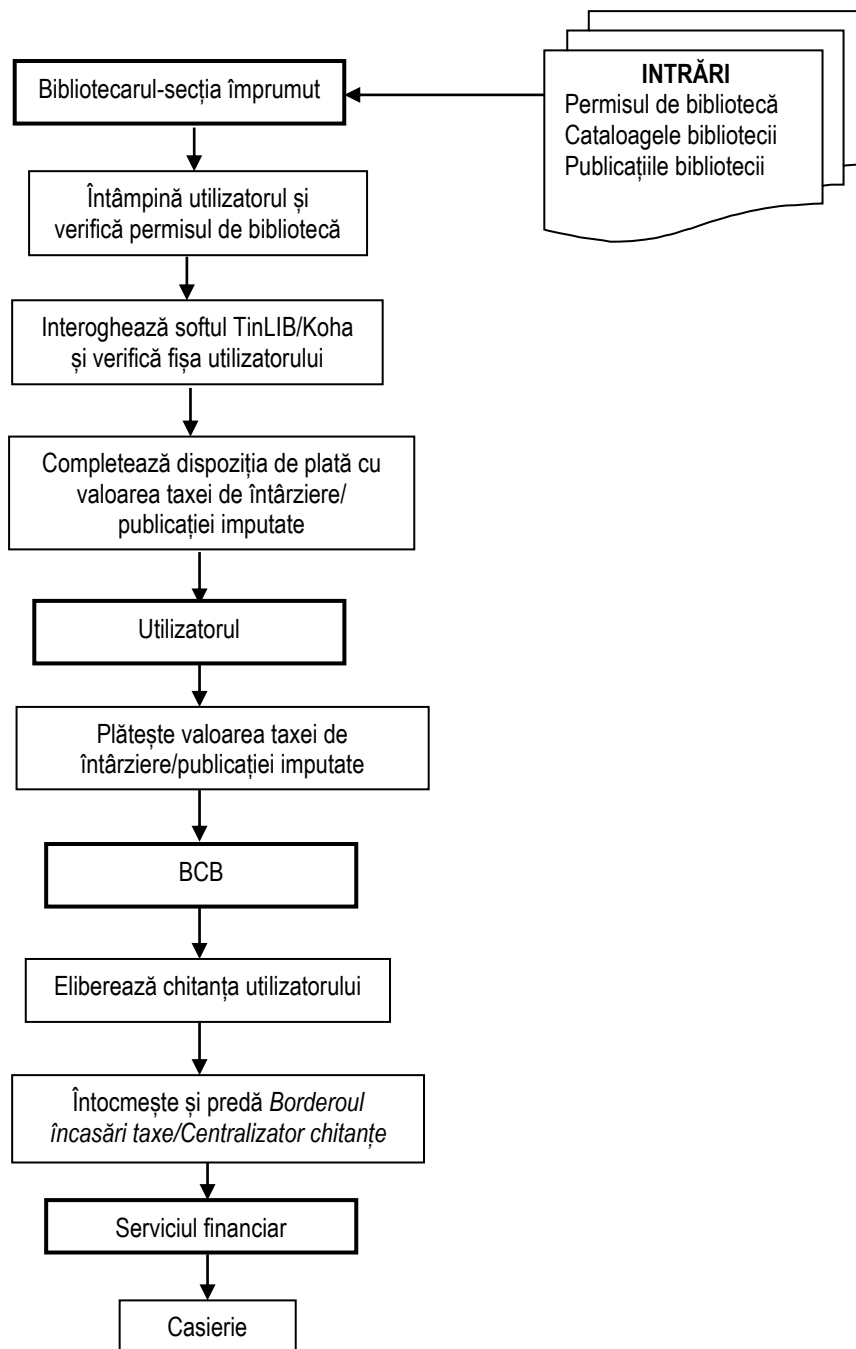 INTRĂRI
Permisul de bibliotecă
Cataloagele bibliotecii
Publicațiile bibliotecii
Bibliotecarul-secția împrumut
Întâmpină utilizatorul și
verifică permisul de bibliotecă
Interoghează softul TinLIB/Koha
și verifică fișa utilizatorului
Completează dispoziția de plată cu
valoarea taxei de întârziere/
publicației imputate
Utilizatorul
Plătește valoarea taxei de
întârziere/publicației imputate
BCB
Eliberează chitanța utilizatorului
Întocmește și predă Borderoul
încasări taxe/Centralizator chitanțe
Serviciul financiar
Casierie